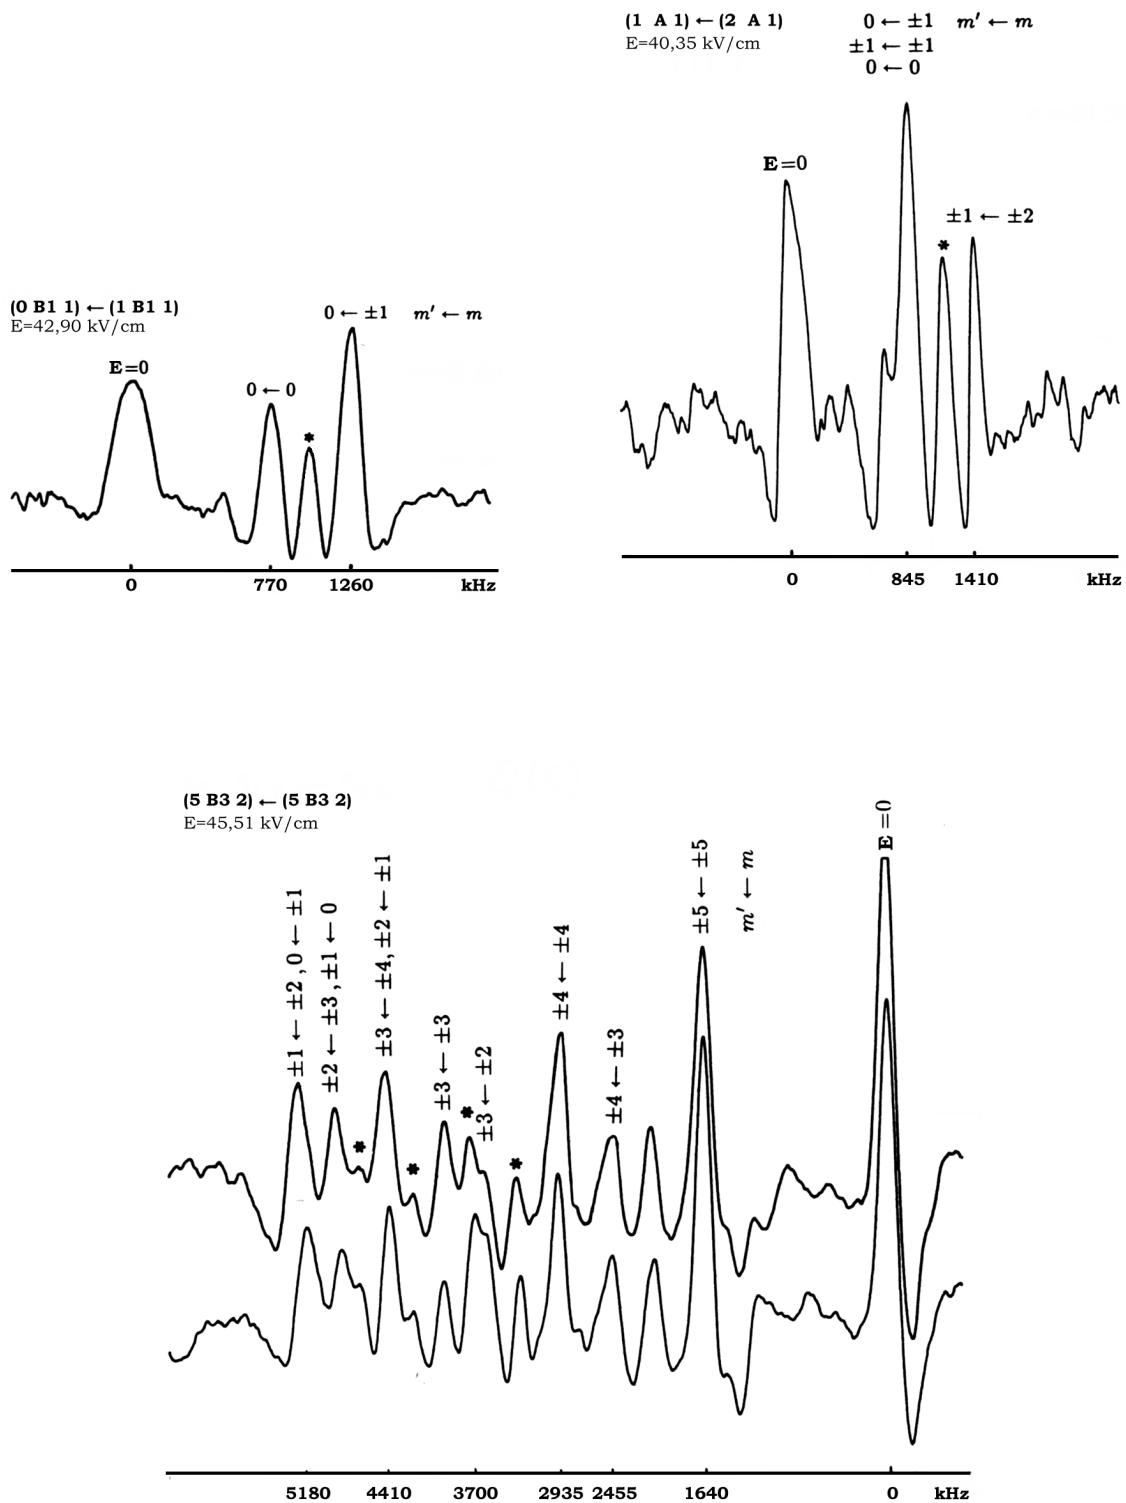 (1 A 1) ← (2 A 1)
E=40,35 kV/cm
0 ← ±1 m′ ← m
±1 ← ±1
0 ← 0
E=0
±1 ← ±2
*
0 845 1410 kHz
(0 B1 1) ← (1 B1 1)
E=42,90 kV/cm
0 ← ±1 m′ ← m
E=0
0 ← 0
*
0 770 1260 kHz
(5 B3 2) ← (5 B3 2)
E=45,51 kV/cm
±1 ← ±2, 0 ← ±1
±2 ← ±3, ±1 ← 0
*
±3 ← ±4, ±2 ← ±1
*
±3 ← ±3
*
±3 ← ±2
*
±4 ← ±4
±4 ← ±3
±5 ← ±5
m′ ← m
E=0
5180 4410 3700 2935 2455 1640 0 kHz